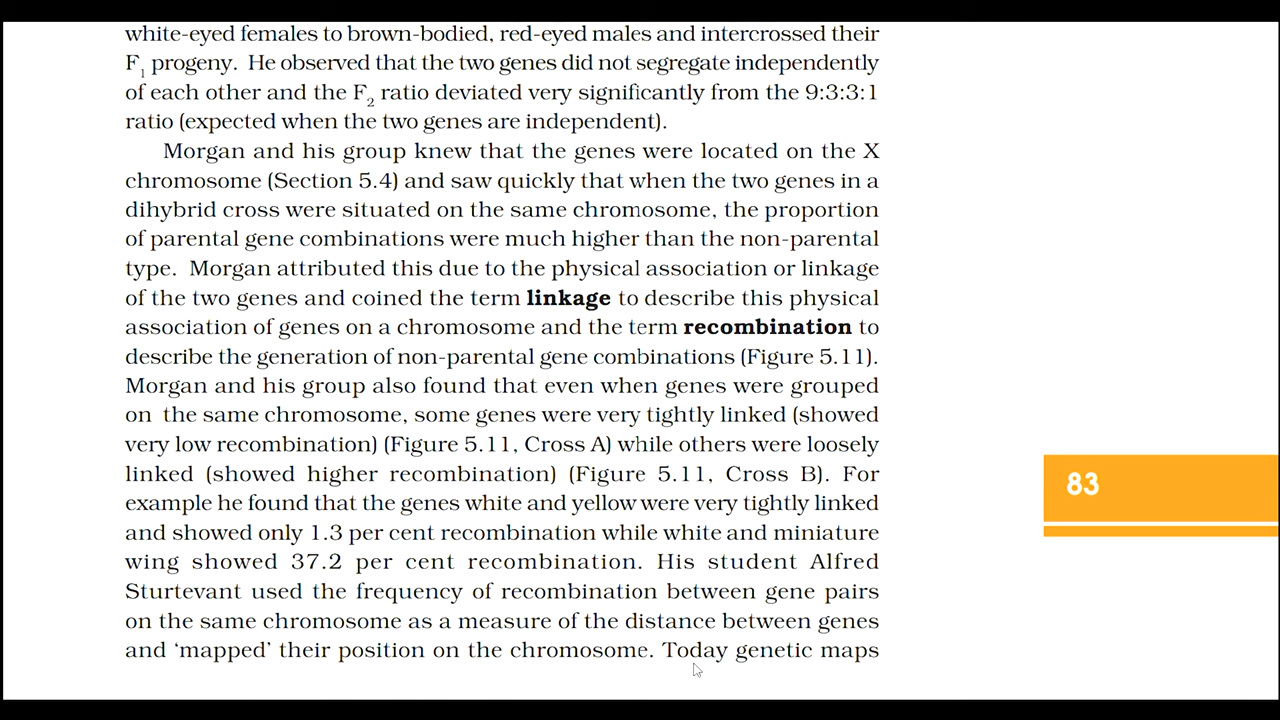 white-eyed females to brown-bodied, red-eyed males and intercrossed their
F1 progeny. He observed that the two genes did not segregate independently
of each other and the F2 ratio deviated very significantly from the 9:3:3:1
ratio (expected when the two genes are independent).
Morgan and his group knew that the genes were located on the X
chromosome (Section 5.4) and saw quickly that when the two genes in a
dihybrid cross were situated on the same chromosome, the proportion
of parental gene combinations were much higher than the non-parental
type. Morgan attributed this due to the physical association or linkage
of the two genes and coined the term linkage to describe this physical
association of genes on a chromosome and the term recombination to
describe the generation of non-parental gene combinations (Figure 5.11).
Morgan and his group also found that even when genes were grouped
on the same chromosome, some genes were very tightly linked (showed
very low recombination) (Figure 5.11, Cross A) while others were loosely
linked (showed higher recombination) (Figure 5.11, Cross B). For
example he found that the genes white and yellow were very tightly linked
and showed only 1.3 per cent recombination while white and miniature
wing showed 37.2 per cent recombination. His student Alfred
Sturtevant used the frequency of recombination between gene pairs
on the same chromosome as a measure of the distance between genes
and ‘mapped’ their position on the chromosome. Today genetic maps
83